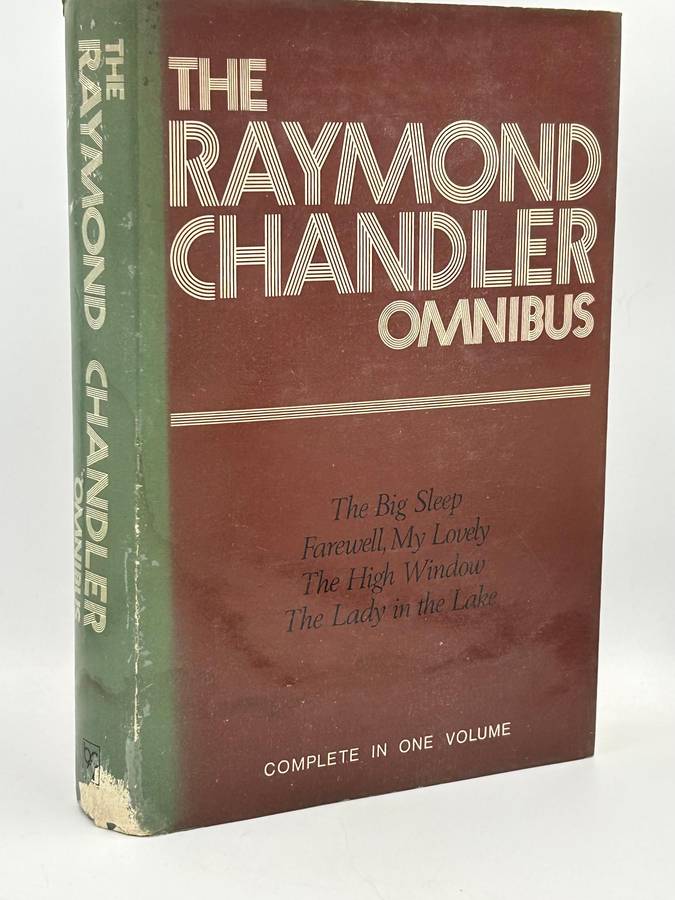 THE
RAYMOND
CHANDLER
OMNIBUS
The Big Sleep
Farewell, My Lovely
The High Window
The Lady in the Lake
COMPLETE IN ONE VOLUME
THE
RAYMOND CHANDLER
OMNIBUS